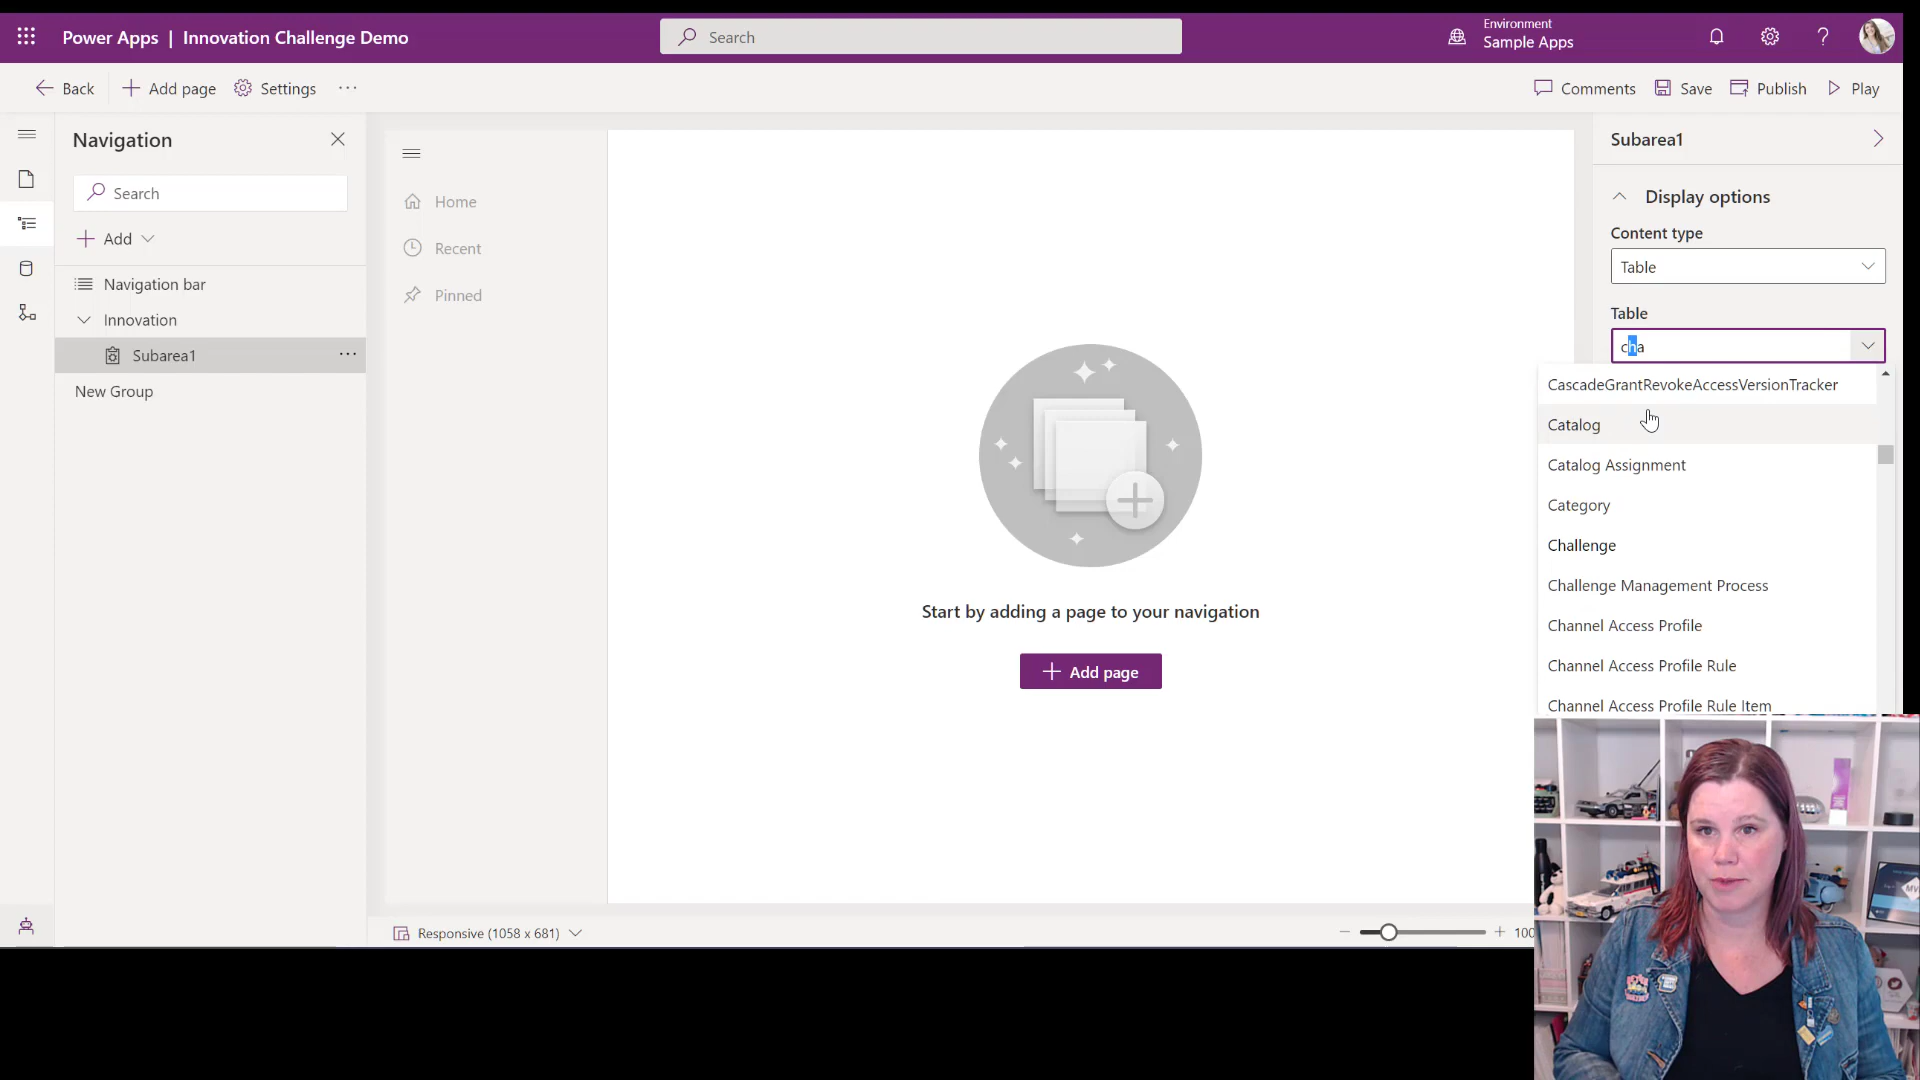 Power Apps | Innovation Challenge Demo
Search
Environment
Sample Apps
Back
Add page
Settings
Comments
Save
Publish
Play
Navigation
Search
Add
Navigation bar
Innovation
Subarea1
New Group
Home
Recent
Pinned
Start by adding a page to your navigation
Add page
Responsive (1058 x 681)
100
Subarea1
Display options
Content type
Table
Table
cha
CascadeGrantRevokeAccessVersionTracker
Catalog
Catalog Assignment
Category
Challenge
Challenge Management Process
Channel Access Profile
Channel Access Profile Rule
Channel Access Profile Rule Item